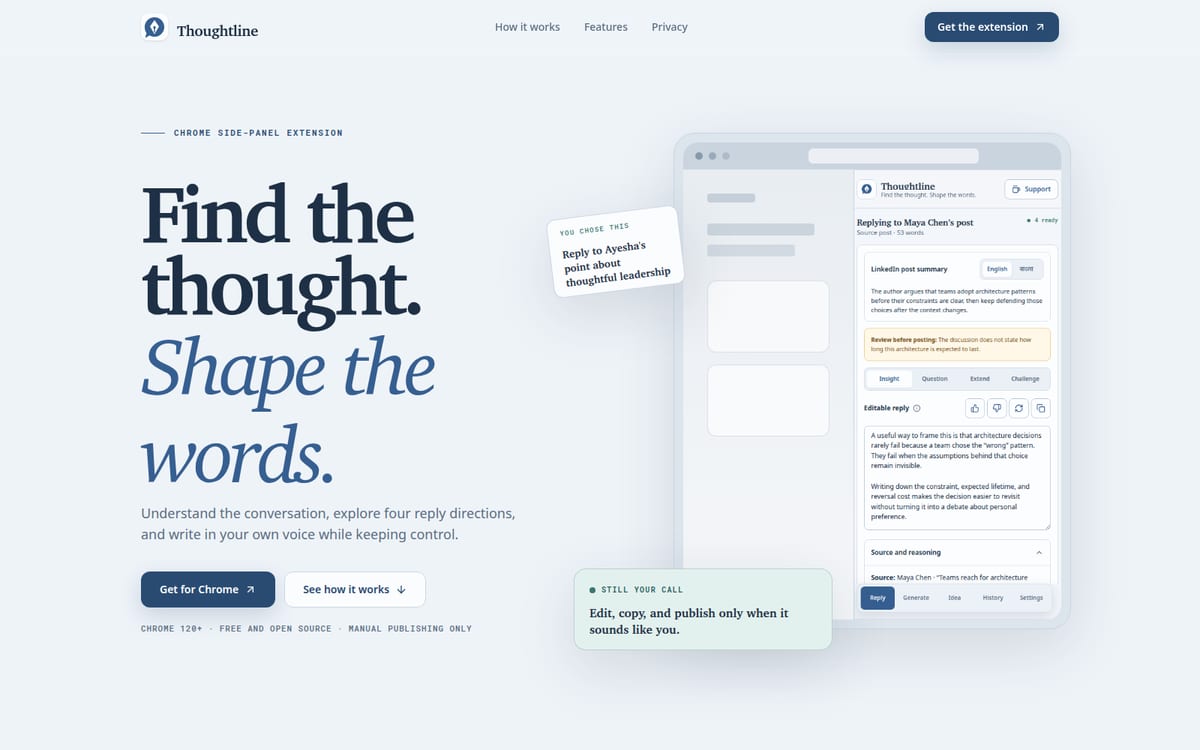 Thoughtline
How it works
Features
Privacy
Get the extension
CHROME SIDE-PANEL EXTENSION
Find the
thought.
Shape the
words.
Understand the conversation, explore four reply directions,
and write in your own voice while keeping control.
Get for Chrome
See how it works
CHROME 120+ · FREE AND OPEN SOURCE · MANUAL PUBLISHING ONLY
YOU CHOSE THIS
Reply to Ayesha's
point about
thoughtful leadership
Thoughtline
Find the thought. Shape the words.
Support
Replying to Maya Chen's post
Source post · 53 words
4 ready
LinkedIn post summary
English
বাংলা
The author argues that teams adopt architecture patterns
before their constraints are clear, then keep defending those
choices after the context changes.
Review before posting: The discussion does not state how
long this architecture is expected to last.
Insight
Question
Extend
Challenge
Editable reply
A useful way to frame this is that architecture decisions
rarely fail because a team chose the "wrong" pattern.
They fail when the assumptions behind that choice
remain invisible.
Writing down the constraint, expected lifetime, and
reversal cost makes the decision easier to revisit
without turning it into a debate about personal
preference.
Source and reasoning
Source: Maya Chen · "Teams reach for architecture
Reply
Generate
Idea
History
Settings
STILL YOUR CALL
Edit, copy, and publish only when it
sounds like you.